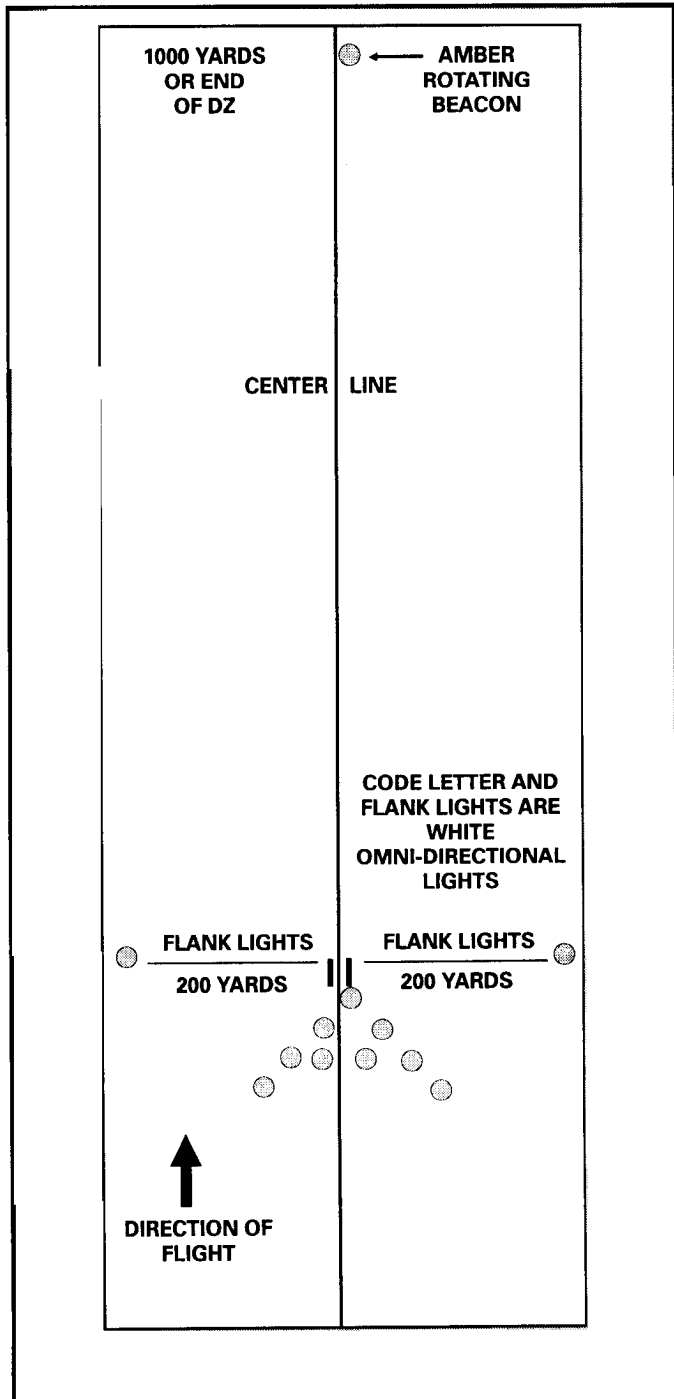 1000 YARDS
OR END
OF DZ
AMBER
ROTATING
BEACON
CENTER LINE
CODE LETTER AND
FLANK LIGHTS ARE
WHITE
OMNI-DIRECTIONAL
LIGHTS
FLANK LIGHTS
200 YARDS
FLANK LIGHTS
200 YARDS
DIRECTION OF
FLIGHT